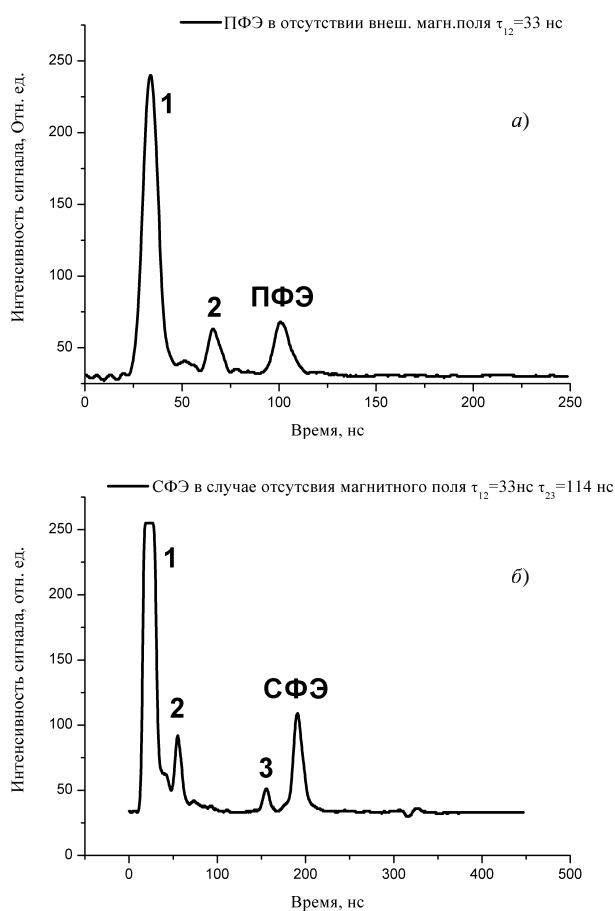 ПФЭ в отсутствии внеш. магн.поля τ12=33 нс
250
а)
1
200
Интенсивность сигнала, Отн. ед.
150
100
2
ПФЭ
50
0 50 100 150 200 250
Время, нс
СФЭ в случае отсутсвия магнитного поля τ12=33нс τ23=114 нс
250
б)
1
200
Интенсивность сигнала, отн. ед.
150
СФЭ
2
100
3
50
0
0 100 200 300 400 500
Время, нс